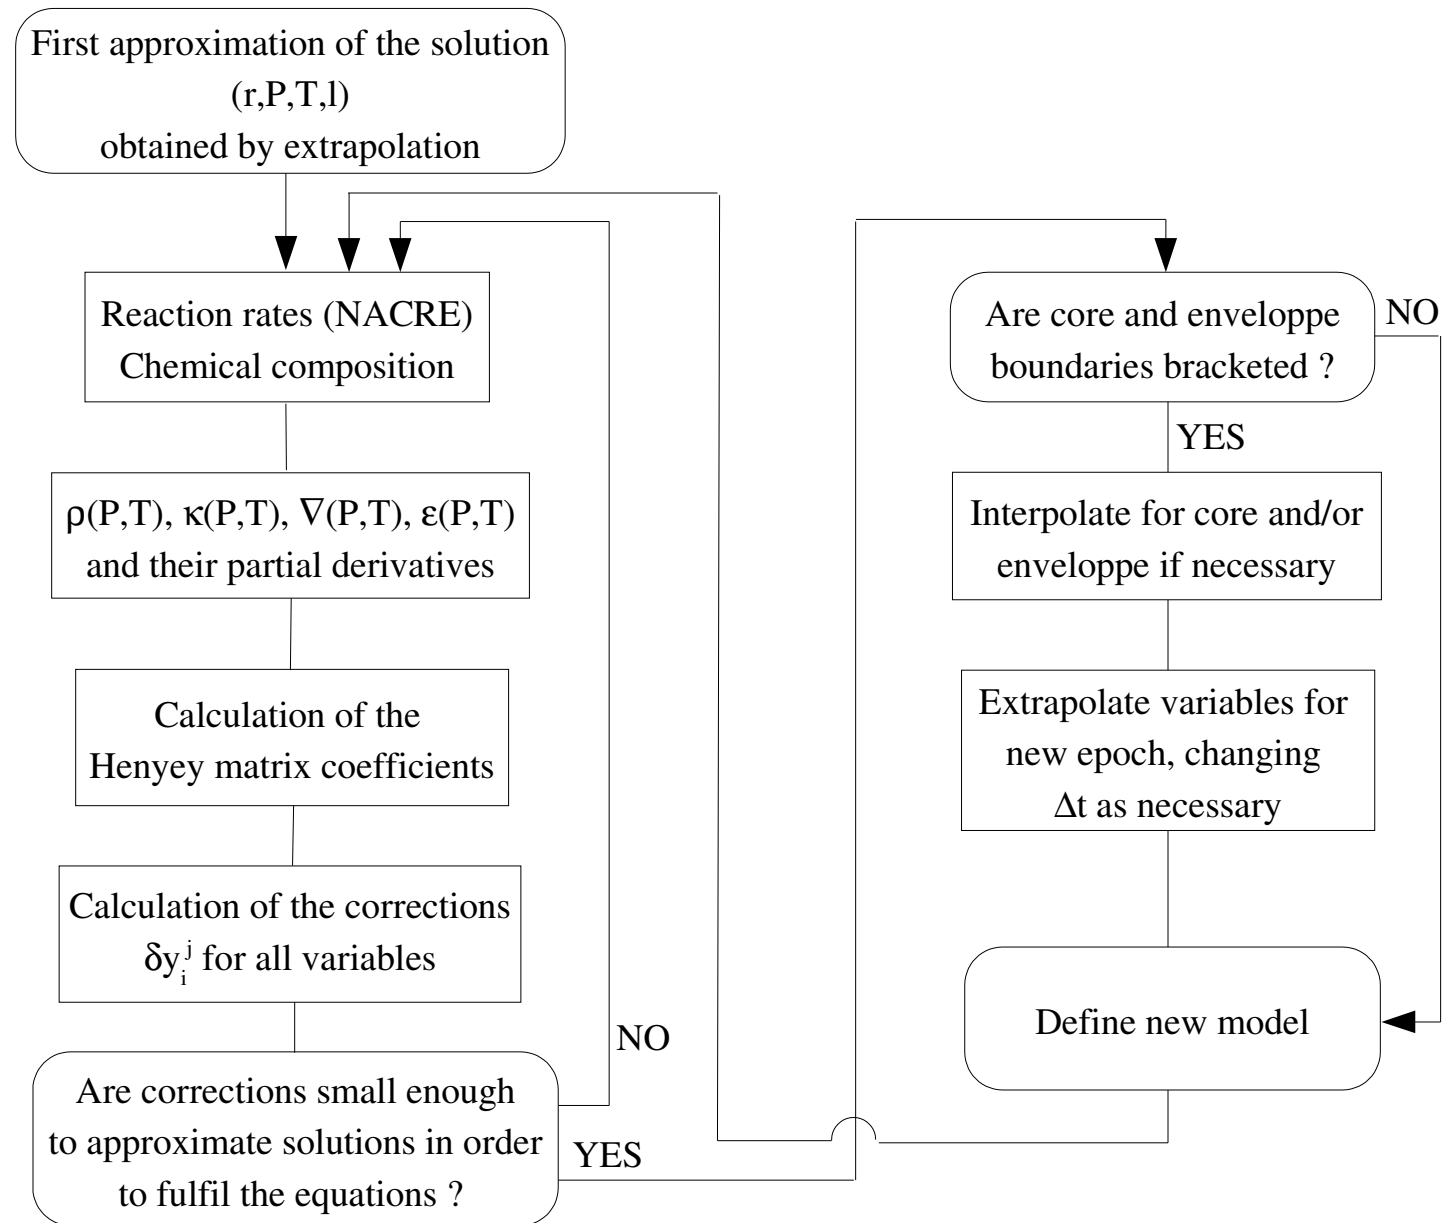 First approximation of the solution
(r,P,T,l)
obtained by extrapolation
Reaction rates (NACRE)
Chemical composition
ρ(P,T), κ(P,T), ∇(P,T), ε(P,T)
and their partial derivatives
Calculation of the
Henyey matrix coefficients
Calculation of the corrections
δy_i^j for all variables
NO
Are corrections small enough
to approximate solutions in order
to fulfil the equations ?
YES
Are core and enveloppe
boundaries bracketed ?
NO
YES
Interpolate for core and/or
enveloppe if necessary
Extrapolate variables for
new epoch, changing
Δt as necessary
Define new model